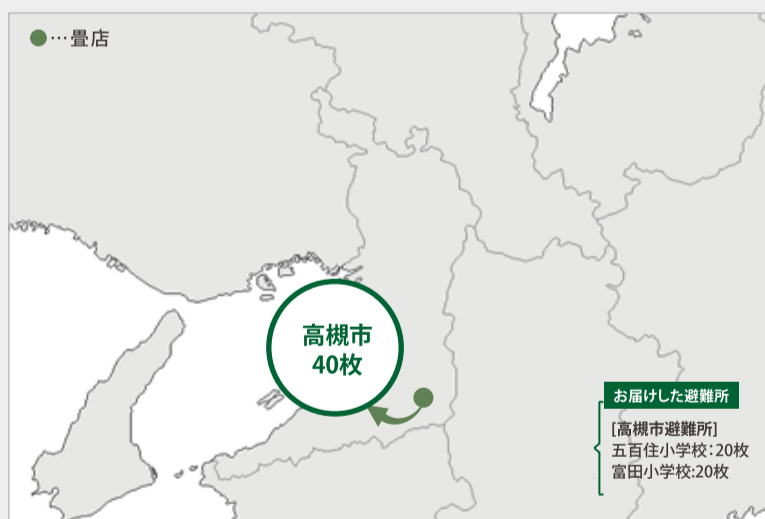 ●…畳店
高槻市
40枚
お届けした避難所
[高槻市避難所]
五百住小学校：20枚
富田小学校:20枚